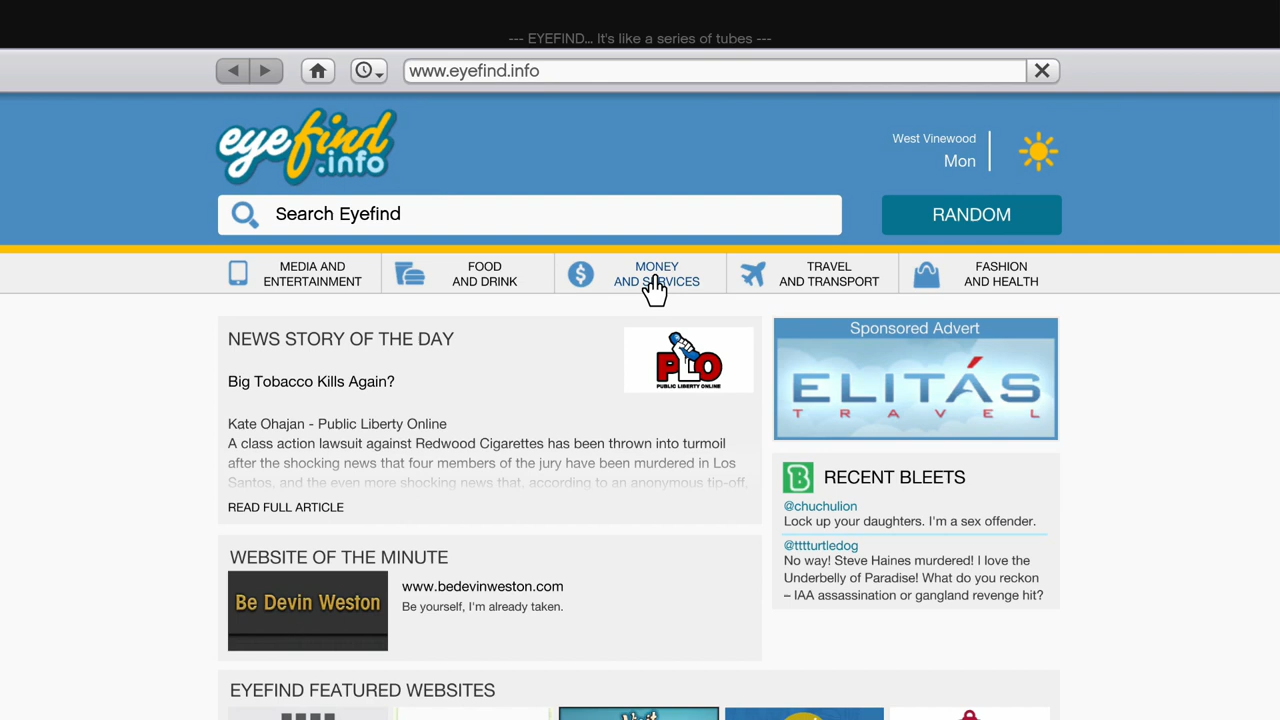 --- EYEFIND... It's like a series of tubes ---
www.eyefind.info
eyefind
.info
West Vinewood
Mon
Search Eyefind
RANDOM
MEDIA AND
ENTERTAINMENT
FOOD
AND DRINK
MONEY
AND SERVICES
TRAVEL
AND TRANSPORT
FASHION
AND HEALTH
NEWS STORY OF THE DAY
PLO
PUBLIC LIBERTY ONLINE
Big Tobacco Kills Again?
Kate Ohajan - Public Liberty Online
A class action lawsuit against Redwood Cigarettes has been thrown into turmoil
after the shocking news that four members of the jury have been murdered in Los
Santos, and the even more shocking news that, according to an anonymous tip-off,
READ FULL ARTICLE
Sponsored Advert
ELITÁS
TRAVEL
B
RECENT BLEETS
@chuchulion
Lock up your daughters. I'm a sex offender.
@tttturtledog
No way! Steve Haines murdered! I love the
Underbelly of Paradise! What do you reckon
– IAA assassination or gangland revenge hit?
WEBSITE OF THE MINUTE
Be Devin Weston
www.bedevinweston.com
Be yourself, I'm already taken.
EYEFIND FEATURED WEBSITES